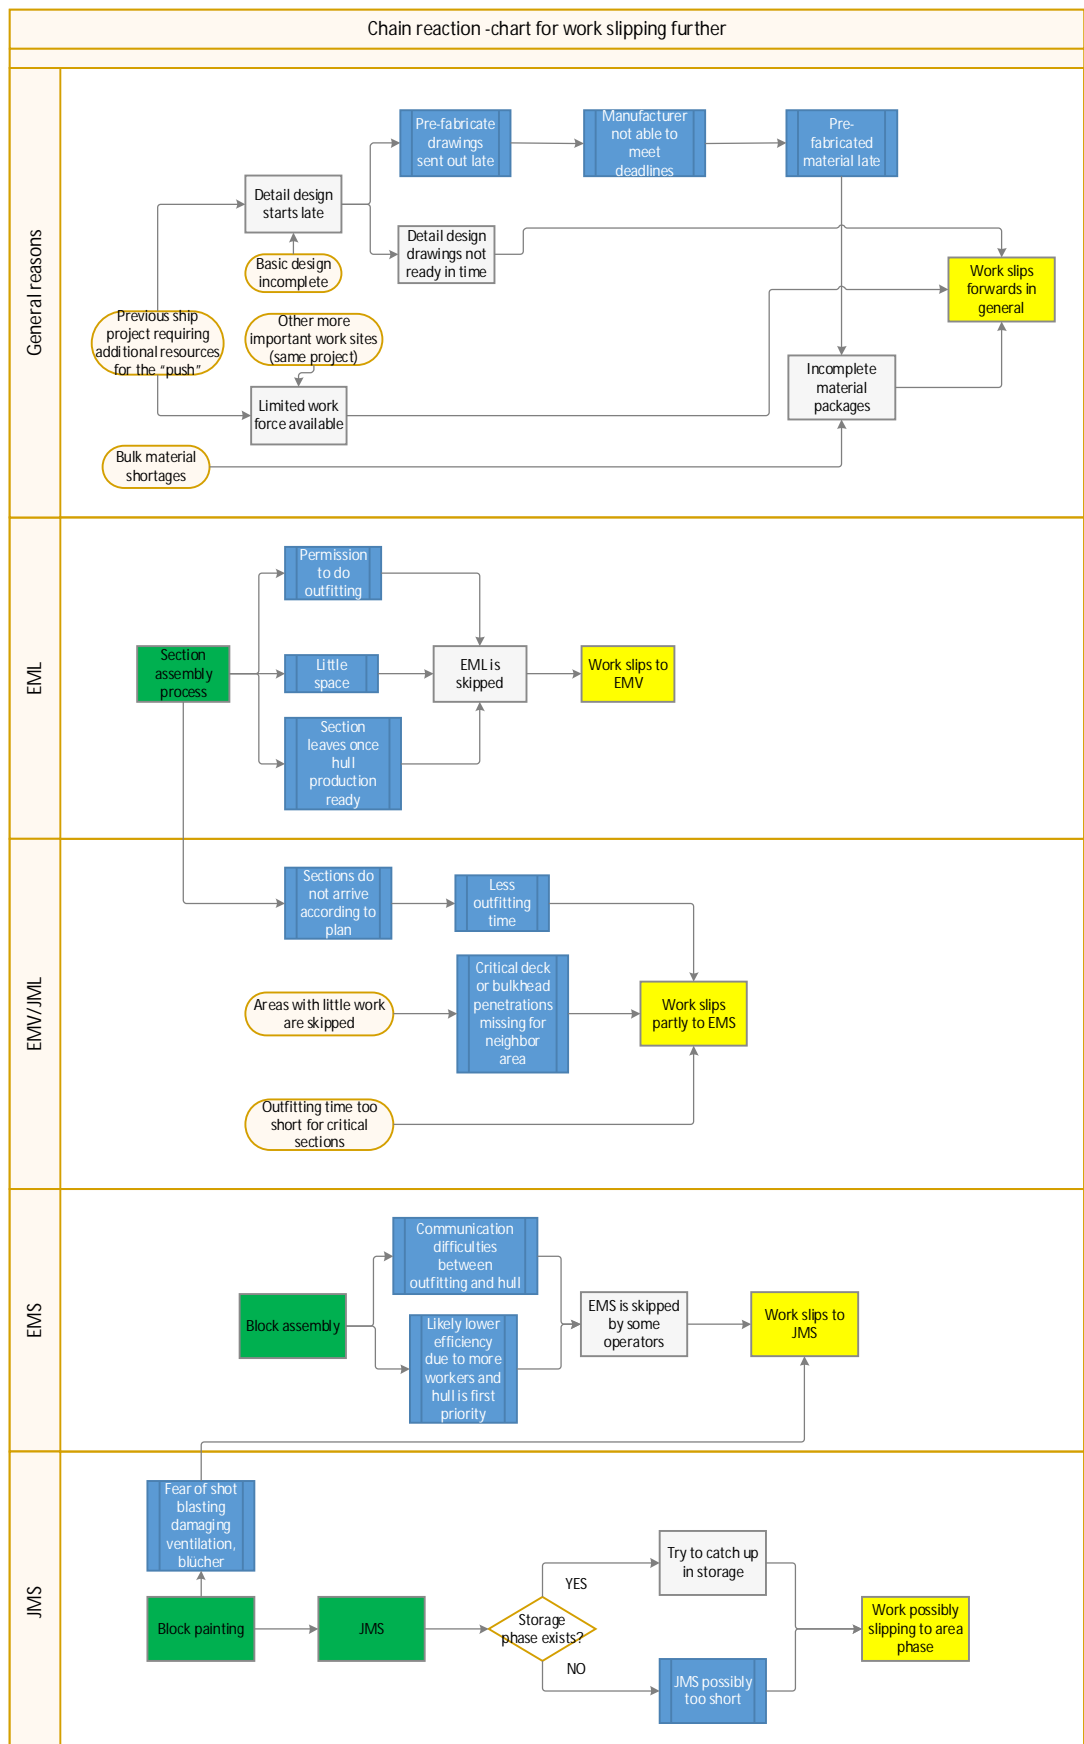 Chain reaction -chart for work slipping further
General reasons
Pre-fabricate
drawings
sent out late
Manufacturer
not able to
meet
deadlines
Pre-
fabricated
material late
Detail design
starts late
Detail design
drawings not
ready in time
Basic design
incomplete
Work slips
forwards in
general
Previous ship
project requiring
additional resources
for the “push”
Other more
important work sites
(same project)
Incomplete
material
packages
Limited work
force available
Bulk material
shortages
EML
Permission
to do
outfitting
Section
assembly
process
Little
space
EML is
skipped
Work slips to
EMV
Section
leaves once
hull
production
ready
EMV/JML
Sections do
not arrive
according to
plan
Less
outfitting
time
Areas with little work
are skipped
Critical deck
or bulkhead
penetrations
missing for
neighbor
area
Work slips
partly to EMS
Outfitting time too
short for critical
sections
EMS
Communication
difficulties
between
outfitting and hull
Block assembly
Likely lower
efficiency
due to more
workers and
hull is first
priority
EMS is skipped
by some
operators
Work slips to
JMS
JMS
Fear of shot
blasting
damaging
ventilation,
blücher
Block painting
JMS
Storage
phase exists?
YES
NO
Try to catch up
in storage
JMS possibly
too short
Work possibly
slipping to area
phase